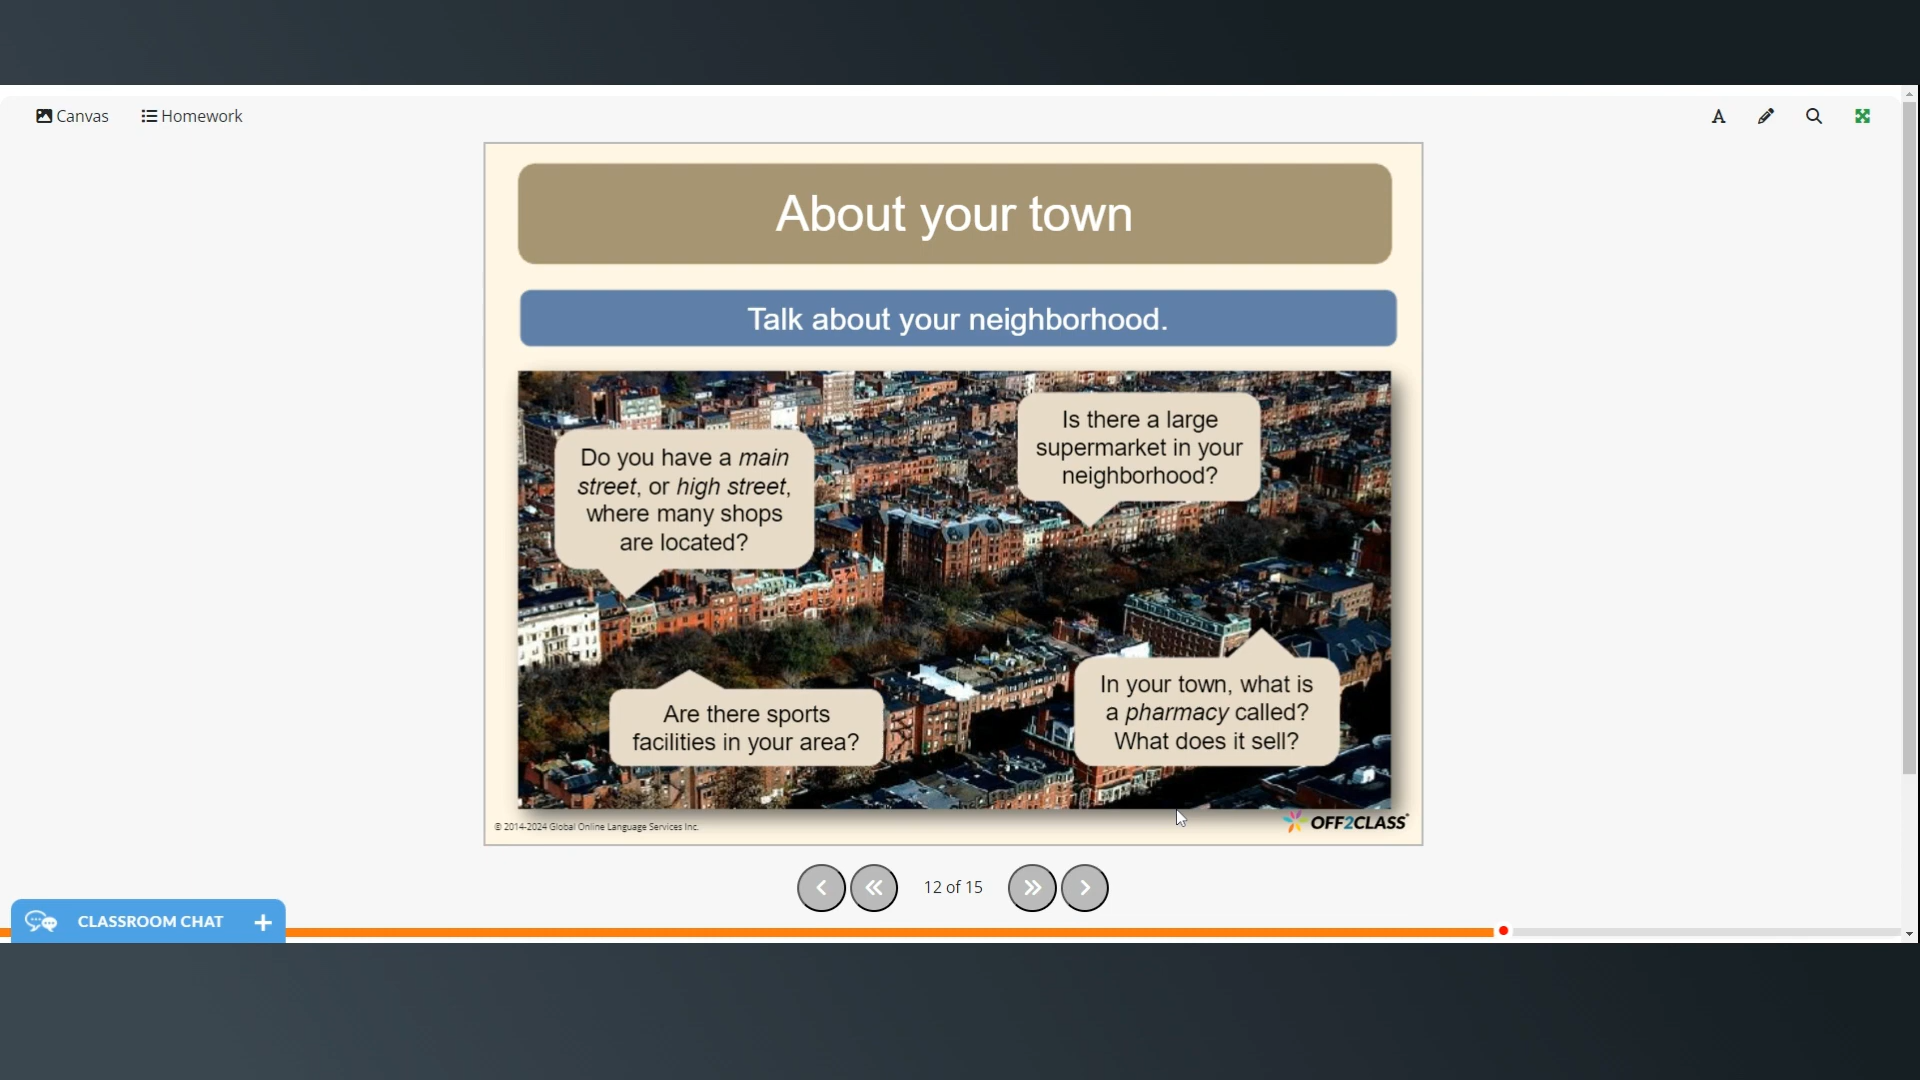 Canvas
Homework
A
About your town
Talk about your neighborhood.
Do you have a main
street, or high street,
where many shops
are located?
Is there a large
supermarket in your
neighborhood?
Are there sports
facilities in your area?
In your town, what is
a pharmacy called?
What does it sell?
© 2014-2024 Global Online Language Services Inc.
OFF2CLASS
12 of 15
CLASSROOM CHAT +